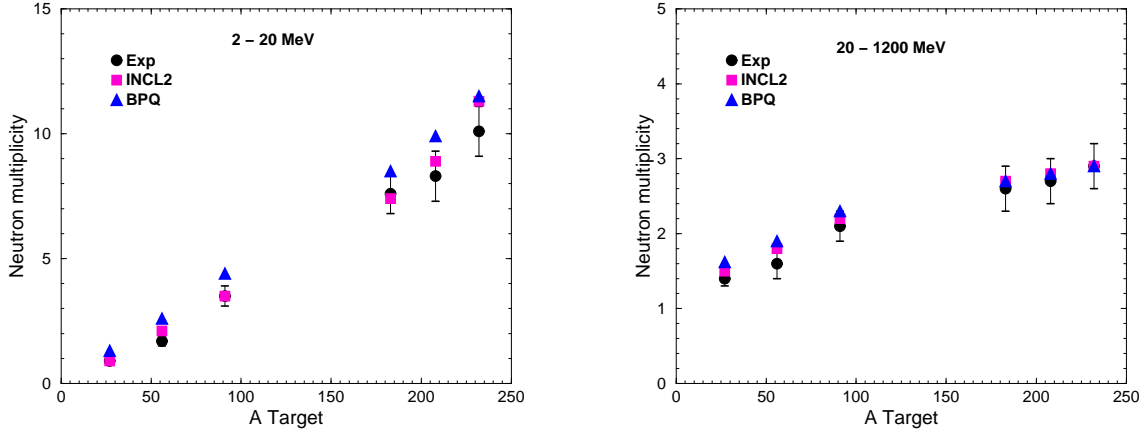 15
10
5
0
Neutron multiplicity
2 – 20 MeV
Exp
INCL2
BPQ
0 50 100 150 200 250
A Target
5
4
3
2
1
0
Neutron multiplicity
20 – 1200 MeV
Exp
INCL2
BPQ
0 50 100 150 200 250
A Target